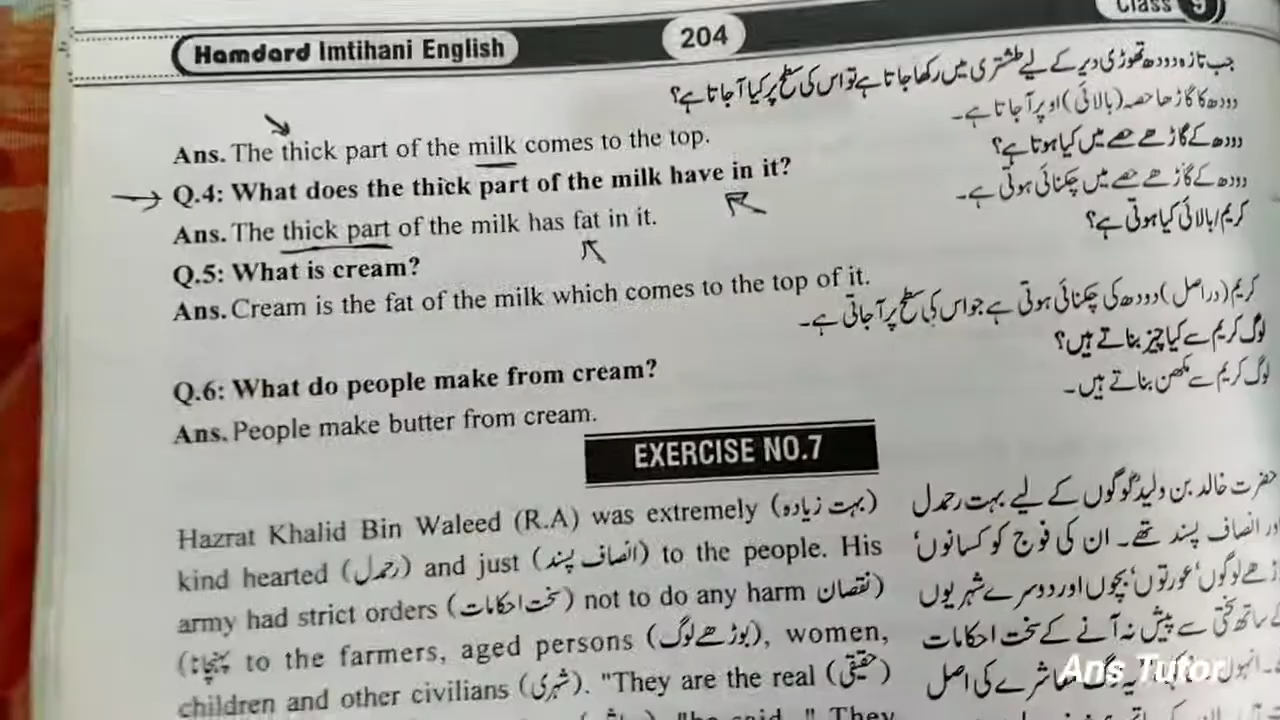 Hamdard Imtihani English
204
Class 9
جب تازہ دودھ تھوڑی دیر کے لیے طشتری میں رکھا جاتا ہے تو اس کی سطح پر کیا آ جاتا ہے؟
دودھ کا گاڑھا حصہ (بالائی) اوپر آ جاتا ہے۔
Ans. The thick part of the milk comes to the top.
دودھ کے گاڑھے حصے میں کیا ہوتا ہے؟
Q.4: What does the thick part of the milk have in it?
دودھ کے گاڑھے حصے میں چکنائی ہوتی ہے۔
Ans. The thick part of the milk has fat in it.
کریم/بالائی کیا ہوتی ہے؟
Q.5: What is cream?
Ans. Cream is the fat of the milk which comes to the top of it.
کریم (دراصل) دودھ کی چکنائی ہوتی ہے جو اس کی سطح پر آ جاتی ہے۔
لوگ کریم سے کیا چیز بناتے ہیں؟
Q.6: What do people make from cream?
لوگ کریم سے مکھن بناتے ہیں۔
Ans. People make butter from cream.
EXERCISE NO.7
Hazrat Khalid Bin Waleed (R.A) was extremely (بہت زیادہ)
kind hearted (رحمدل) and just (انصاف پسند) to the people. His
army had strict orders (سخت احکامات) not to do any harm (نقصان
پہنچانا) to the farmers, aged persons (بوڑھے لوگ), women,
children and other civilians (شہری). "They are the real (حقیقی)
"he said." They
حضرت خالد بن ولیدؓ لوگوں کے لیے بہت رحمدل
انصاف پسند تھے۔ ان کی فوج کو کسانوں،
لوگوں، عورتوں، بچوں اور دوسرے شہریوں
ساتھ سختی سے پیش نہ آنے کے سخت احکامات
معاشرے کی اصل
Ans Tutor